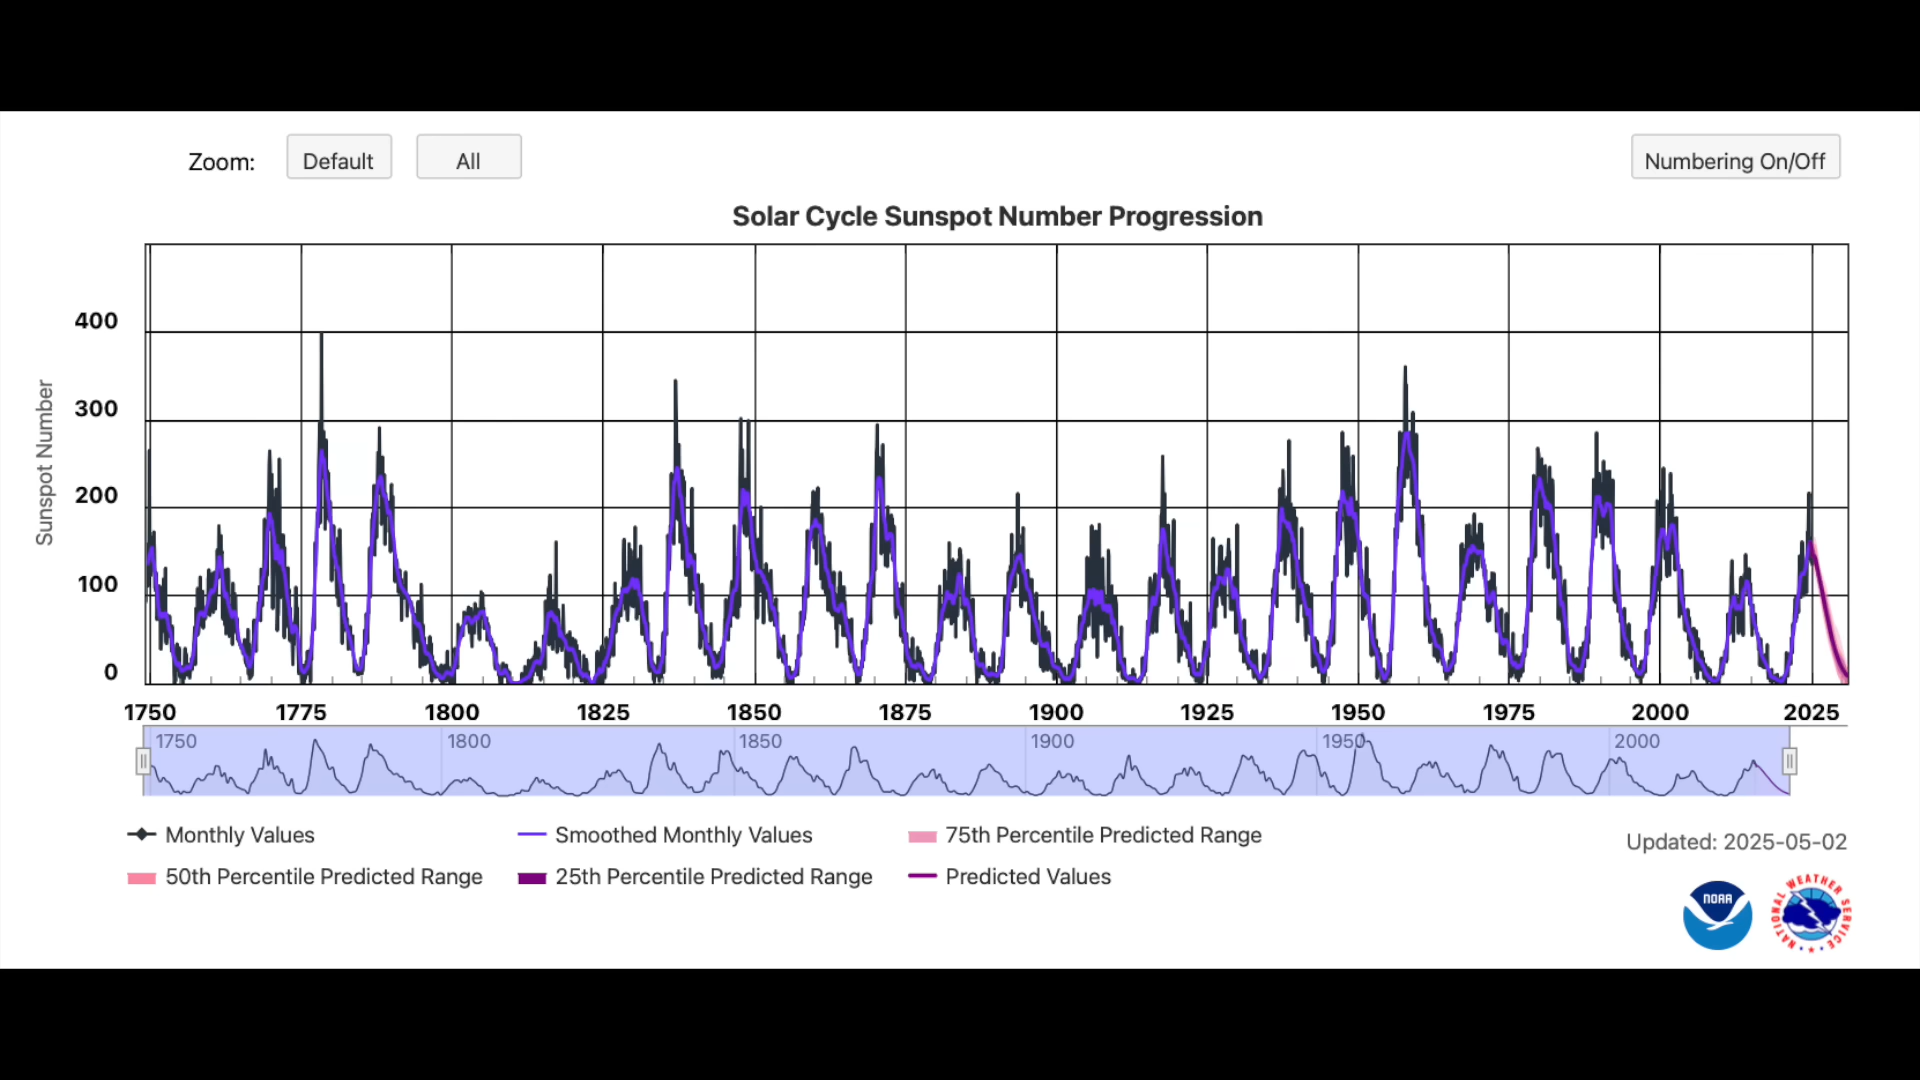 Zoom: Default All Numbering On/Off
Solar Cycle Sunspot Number Progression
Sunspot Number
400
300
200
100
0
1750 1775 1800 1825 1850 1875 1900 1925 1950 1975 2000 2025
1750 1800 1850 1900 1950 2000
Monthly Values Smoothed Monthly Values 75th Percentile Predicted Range
50th Percentile Predicted Range 25th Percentile Predicted Range Predicted Values
Updated: 2025-05-02
NOAA
NATIONAL WEATHER SERVICE